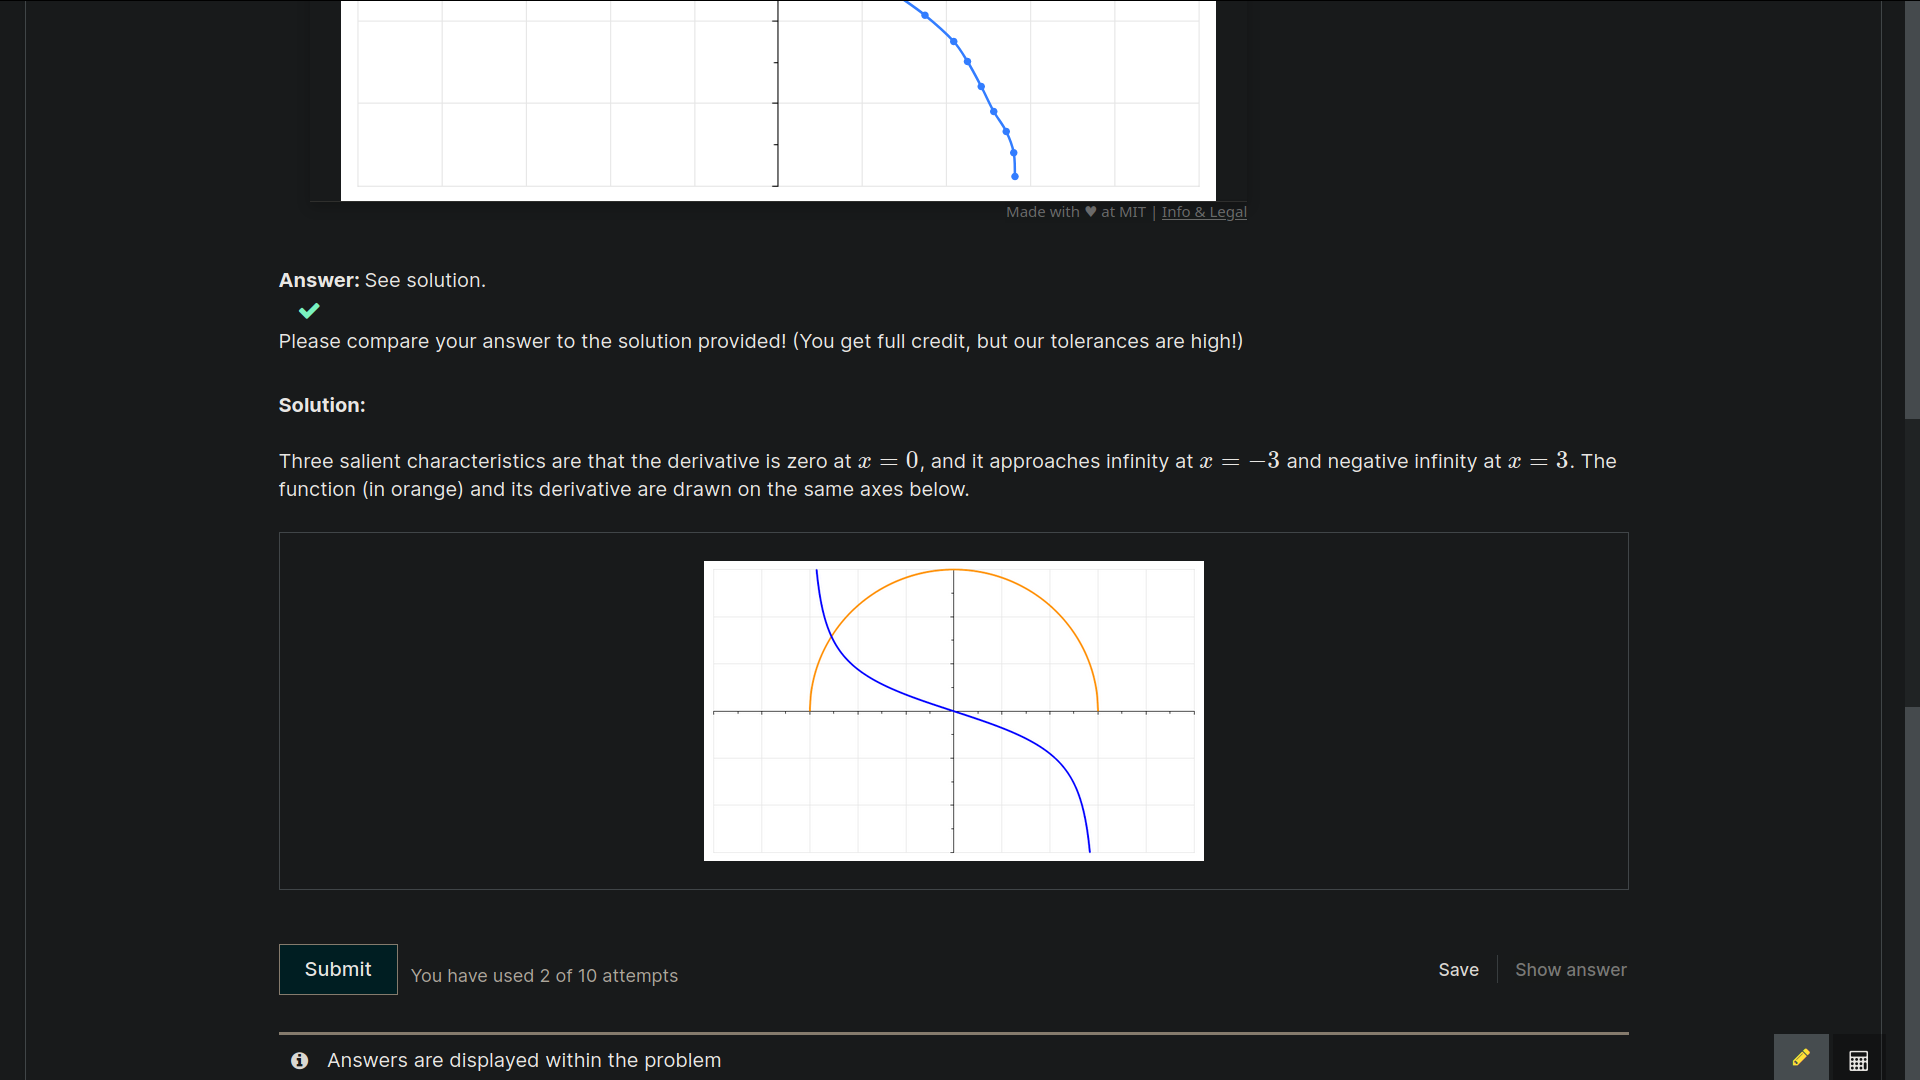 Made with ♥ at MIT | Info & Legal
Answer: See solution.
Please compare your answer to the solution provided! (You get full credit, but our tolerances are high!)
Solution:
Three salient characteristics are that the derivative is zero at x = 0, and it approaches infinity at x = −3 and negative infinity at x = 3. The
function (in orange) and its derivative are drawn on the same axes below.
Submit
You have used 2 of 10 attempts
Save
Show answer
Answers are displayed within the problem